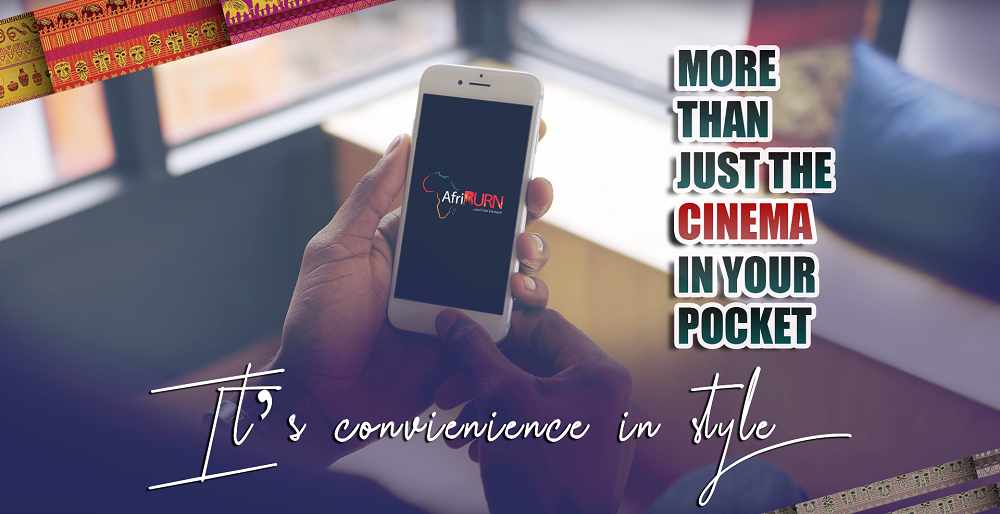 AfriBURN
MORE
THAN
JUST THE
CINEMA
IN YOUR
POCKET
It's convienience in style